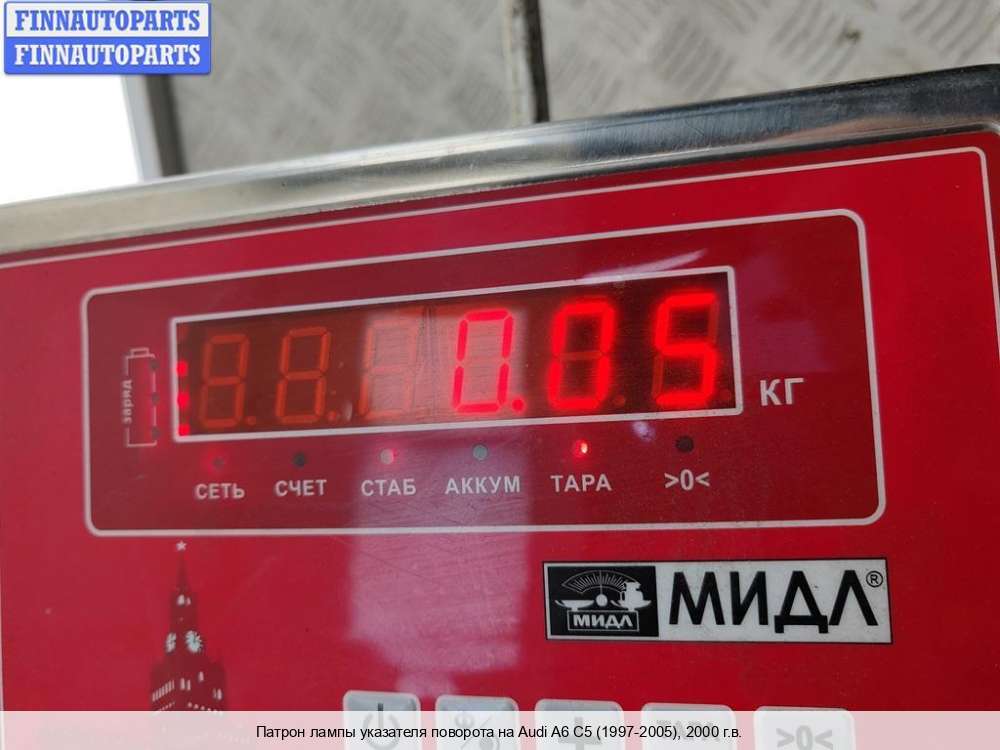 FINNAUTOPARTS
FINNAUTOPARTS
0.05
КГ
заряд
СЕТЬ СЧЕТ СТАБ АККУМ ТАРА >0<
МИДЛ МИДЛ®
ТАРА >0<
Патрон лампы указателя поворота на Audi A6 C5 (1997-2005), 2000 г.в.